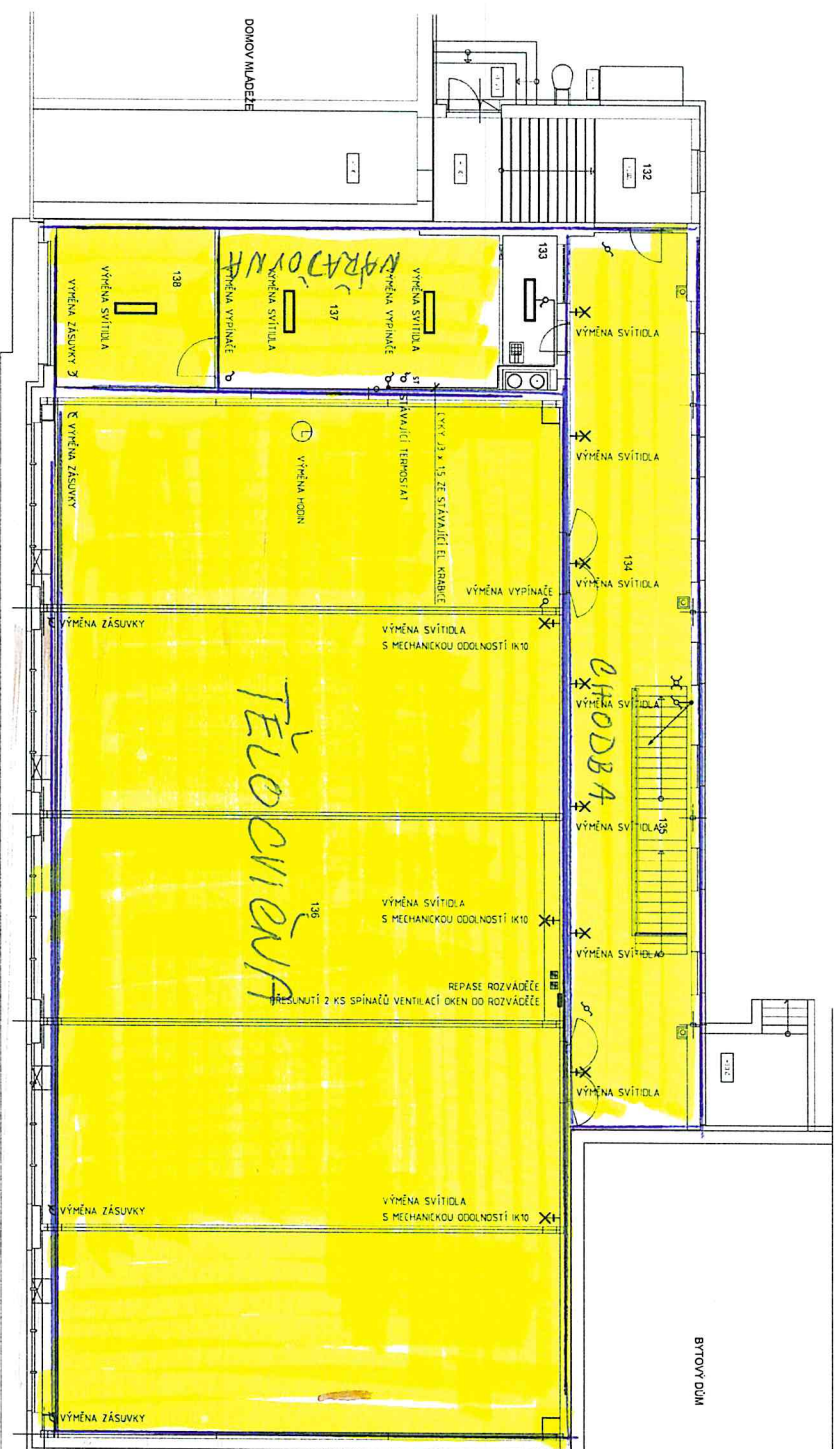 DOMOV MLÁDEŽE
132
133
138
VÝMĚNA SVÍTIDLA
VÝMĚNA ZÁSUVKY
NÁŘAĎOVNA
137
VÝMĚNA SVÍTIDLA
VÝMĚNA VYPÍNAČE
VÝMĚNA SVÍTIDLA
VÝMĚNA VYPÍNAČE
ST
STÁVAJÍCÍ TERMOSTAT
CYKY J3 x 1,5 ZE STÁVAJÍCÍ EL. KRABICE
VÝMĚNA ZÁSUVKY
VÝMĚNA HODIN
VÝMĚNA SVÍTIDLA
VÝMĚNA SVÍTIDLA
134
VÝMĚNA SVÍTIDLA
CHODBA
VÝMĚNA SVÍTIDLA
135
VÝMĚNA SVÍTIDLA
VÝMĚNA SVÍTIDLA
VÝMĚNA SVÍTIDLA
VÝMĚNA VYPÍNAČE
VÝMĚNA ZÁSUVKY
VÝMĚNA SVÍTIDLA
S MECHANICKOU ODOLNOSTÍ IK10
TĚLOCVIČNA
136
VÝMĚNA SVÍTIDLA
S MECHANICKOU ODOLNOSTÍ IK10
REPASE ROZVÁDĚČE
PŘESUNUTÍ 2 KS SPÍNAČŮ VENTILACÍ OKEN DO ROZVÁDĚČE
VÝMĚNA ZÁSUVKY
VÝMĚNA SVÍTIDLA
S MECHANICKOU ODOLNOSTÍ IK10
VÝMĚNA ZÁSUVKY
BYTOVÝ DŮM